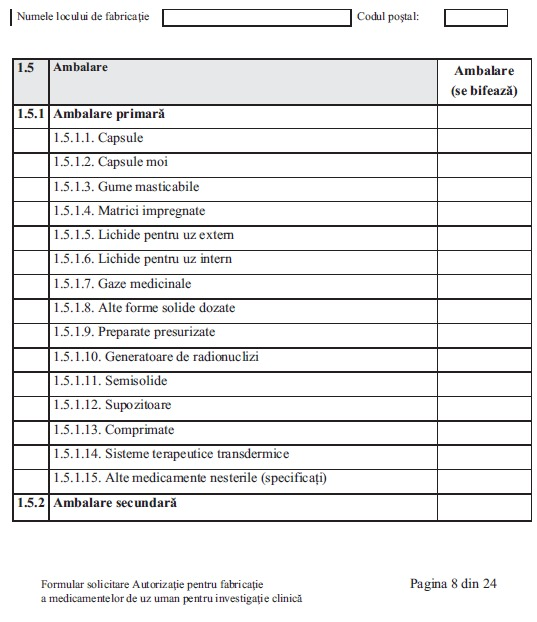 Numele locului de fabricaţie Codul poştal:
1.5 Ambalare Ambalare
(se bifează)
1.5.1 Ambalare primară
1.5.1.1. Capsule
1.5.1.2. Capsule moi
1.5.1.3. Gume masticabile
1.5.1.4. Matrici impregnate
1.5.1.5. Lichide pentru uz extern
1.5.1.6. Lichide pentru uz intern
1.5.1.7. Gaze medicinale
1.5.1.8. Alte forme solide dozate
1.5.1.9. Preparate presurizate
1.5.1.10. Generatoare de radionuclizi
1.5.1.11. Semisolide
1.5.1.12. Supozitoare
1.5.1.13. Comprimate
1.5.1.14. Sisteme terapeutice transdermice
1.5.1.15. Alte medicamente nesterile (specificaţi)
1.5.2 Ambalare secundară
Formular solicitare Autorizaţie pentru fabricaţie Pagina 8 din 24
a medicamentelor de uz uman pentru investigaţie clinică